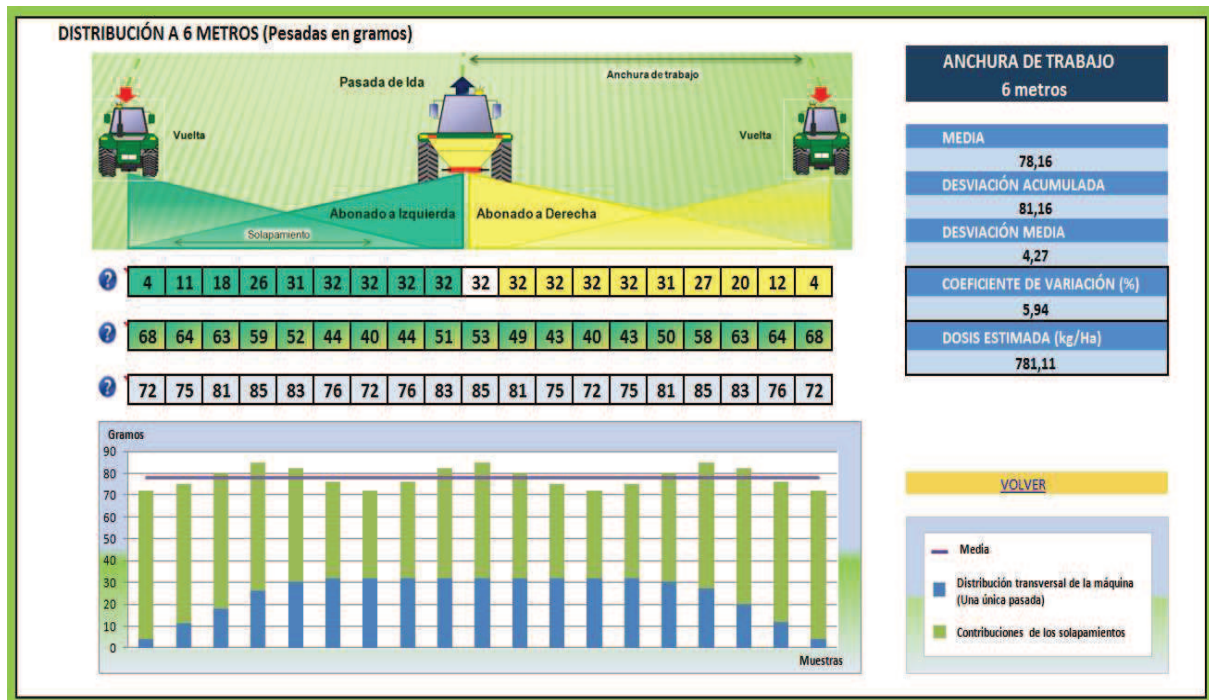 DISTRIBUCIÓN A 6 METROS (Pesadas en gramos)
Pasada de Ida
Anchura de trabajo
Vuelta
Vuelta
Abonado a Izquierda
Abonado a Derecha
Solapamiento
? 4 11 18 26 31 32 32 32 32 32 32 32 32 32 31 27 20 12 4
? 68 64 63 59 52 44 40 44 51 53 49 43 40 43 50 58 63 64 68
? 72 75 81 85 83 76 72 76 83 85 81 75 72 75 81 85 83 76 72
Gramos
90
80
70
60
50
40
30
20
10
0
Muestras
ANCHURA DE TRABAJO
6 metros
MEDIA
78,16
DESVIACIÓN ACUMULADA
81,16
DESVIACIÓN MEDIA
4,27
COEFICIENTE DE VARIACIÓN (%)
5,94
DOSIS ESTIMADA (kg/Ha)
781,11
VOLVER
Media
Distribución transversal de la máquina
(Una única pasada)
Contribuciones de los solapamientos